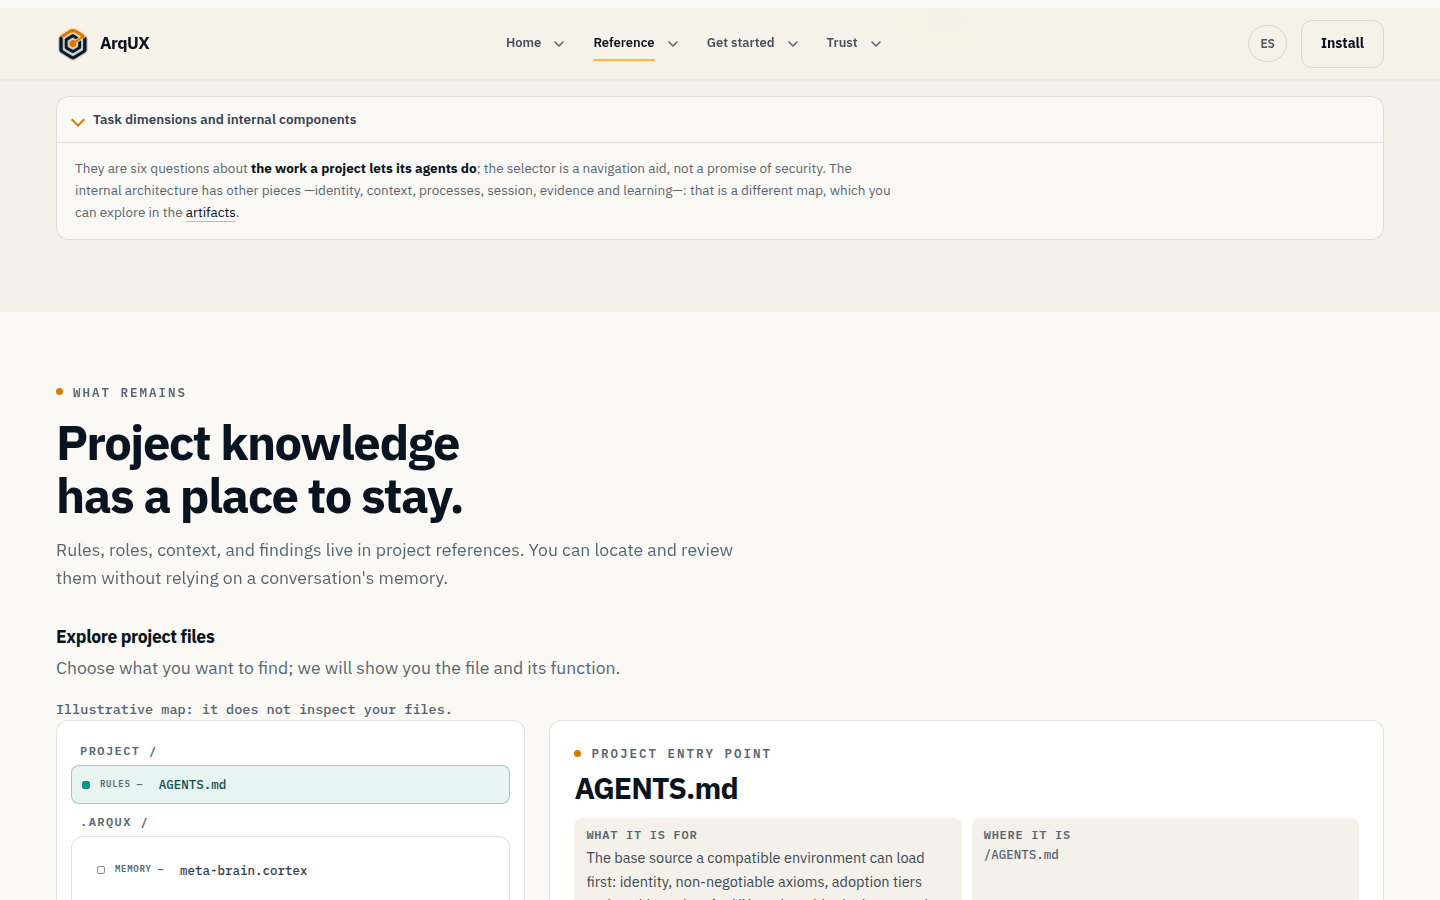 ArqUX
Home
Reference
Get started
Trust
ES
Install
Task dimensions and internal components
They are six questions about the work a project lets its agents do; the selector is a navigation aid, not a promise of security. The
internal architecture has other pieces —identity, context, processes, session, evidence and learning—: that is a different map, which you
can explore in the artifacts.
WHAT REMAINS
Project knowledge
has a place to stay.
Rules, roles, context, and findings live in project references. You can locate and review
them without relying on a conversation's memory.
Explore project files
Choose what you want to find; we will show you the file and its function.
Illustrative map: it does not inspect your files.
PROJECT /
RULES — AGENTS.md
.ARQUX /
MEMORY — meta-brain.cortex
PROJECT ENTRY POINT
AGENTS.md
WHAT IT IS FOR
The base source a compatible environment can load
first: identity, non-negotiable axioms, adoption tiers
WHERE IT IS
/AGENTS.md